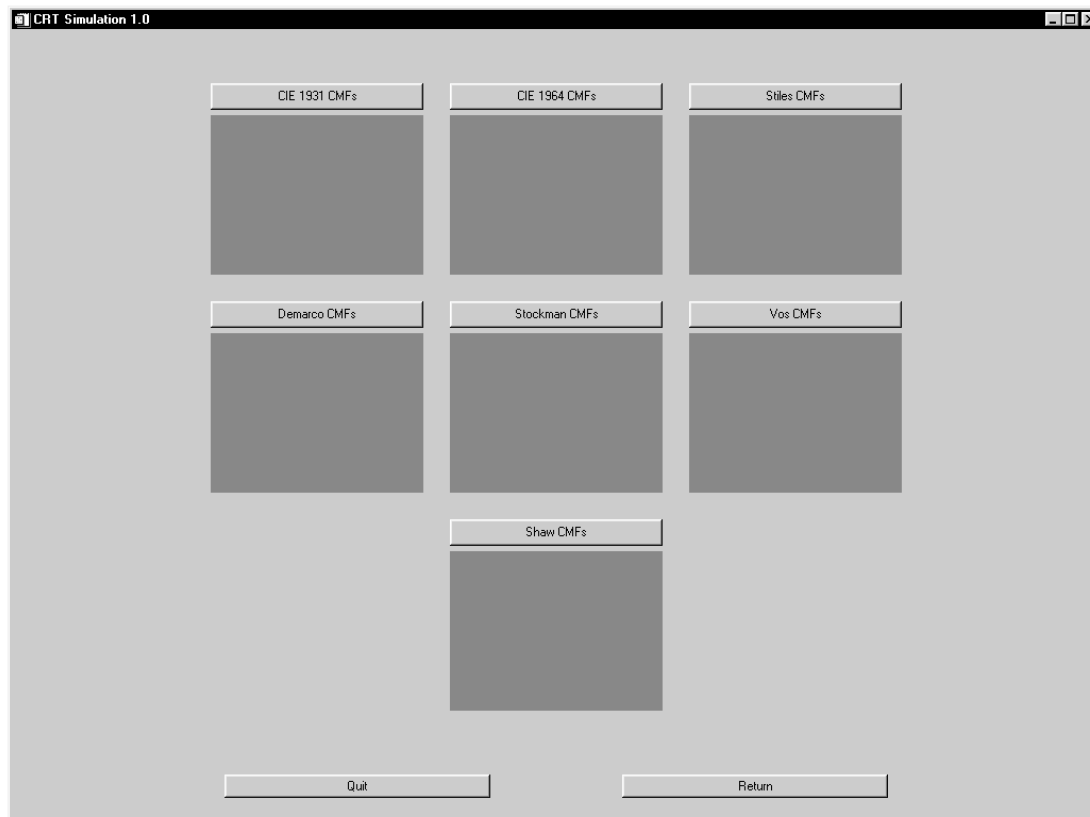 CRT Simulation 1.0
CIE 1931 CMFs
CIE 1964 CMFs
Stiles CMFs
Demarco CMFs
Stockman CMFs
Vos CMFs
Shaw CMFs
Quit
Return